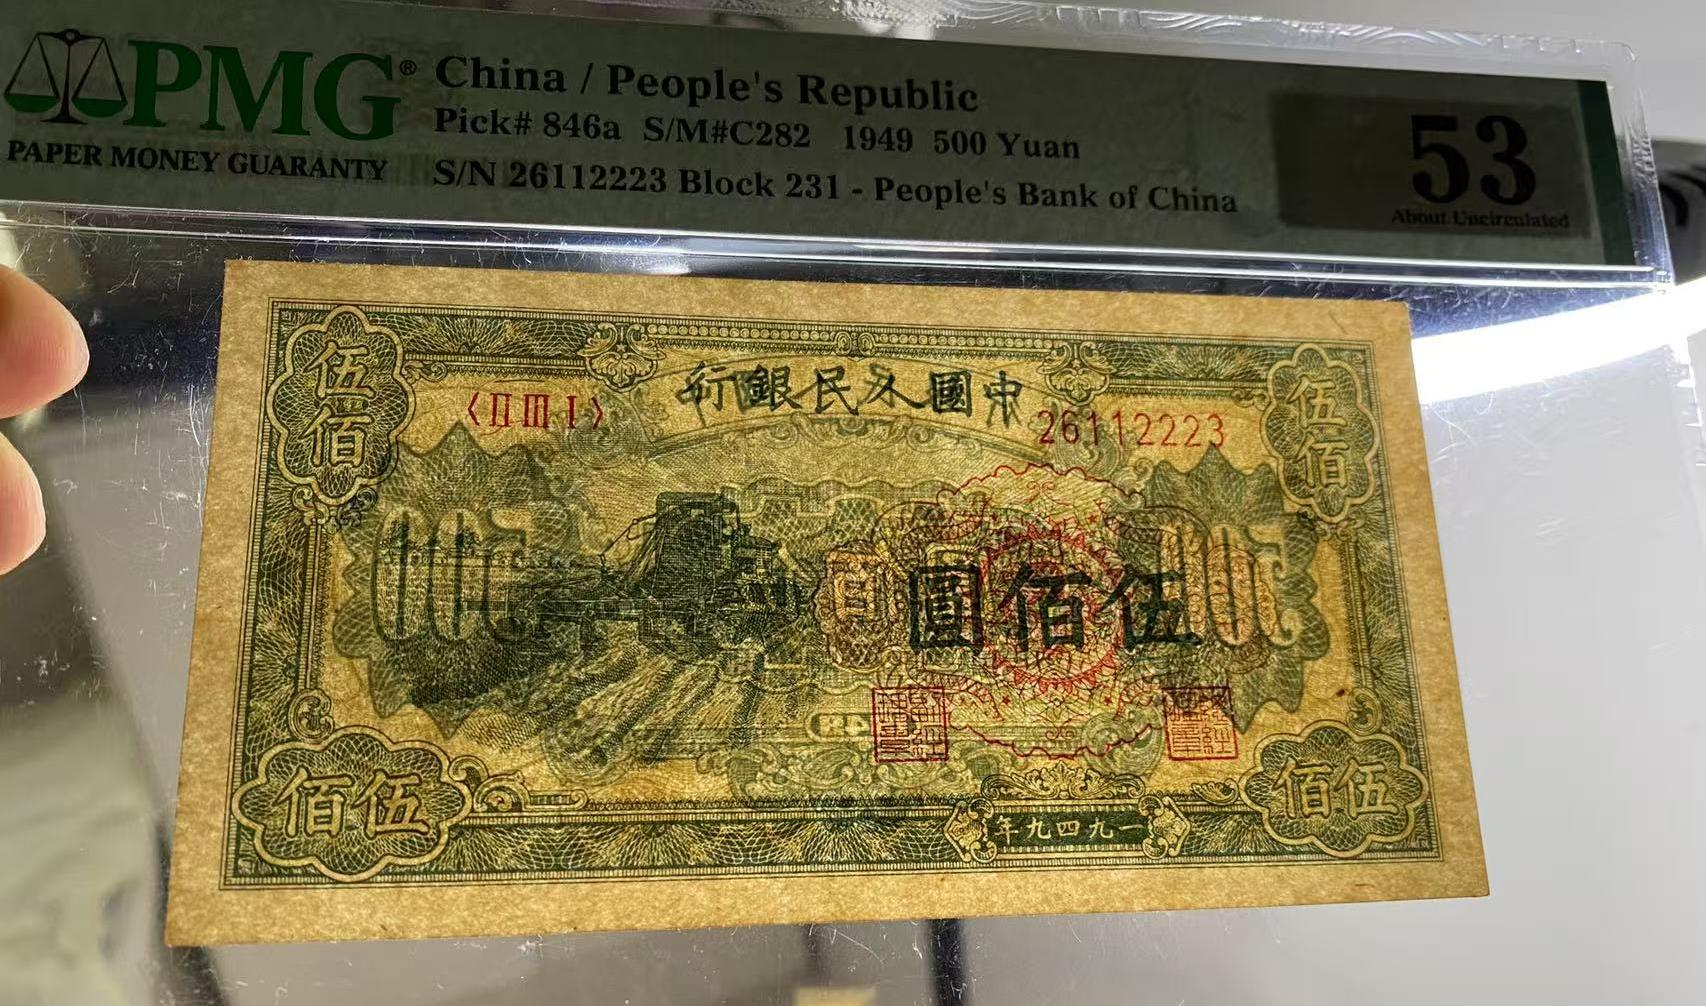 PMG®
PAPER MONEY GUARANTY
China / People's Republic
Pick# 846a S/M#C282 1949 500 Yuan
S/N 26112223 Block 231 - People's Bank of China
53
About Uncirculated
伍佰
行銀民人國中
伍佰
〈II III I〉
26112223
500
圓佰伍
佰伍
年九四九一
佰伍